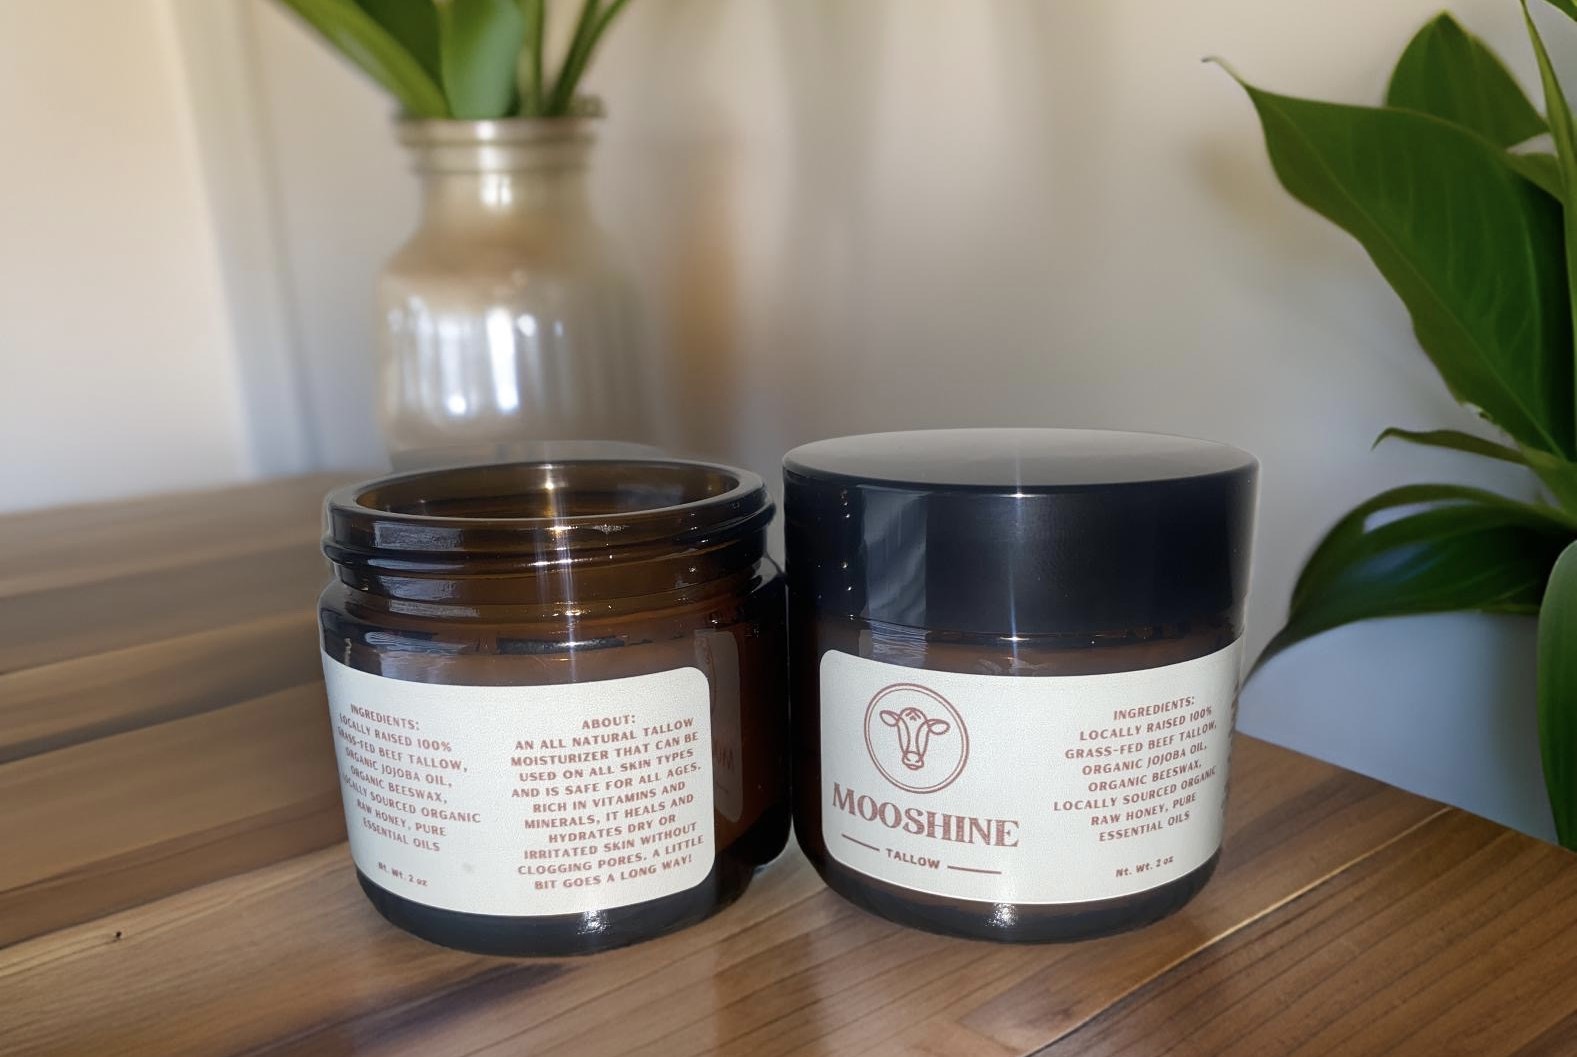 INGREDIENTS:
LOCALLY RAISED 100%
GRASS-FED BEEF TALLOW,
ORGANIC JOJOBA OIL,
ORGANIC BEESWAX,
LOCALLY SOURCED ORGANIC
RAW HONEY, PURE
ESSENTIAL OILS
Nt. Wt. 2 oz
ABOUT:
AN ALL NATURAL TALLOW
MOISTURIZER THAT CAN BE
USED ON ALL SKIN TYPES
AND IS SAFE FOR ALL AGES.
RICH IN VITAMINS AND
MINERALS, IT HEALS AND
HYDRATES DRY OR
IRRITATED SKIN WITHOUT
CLOGGING PORES. A LITTLE
BIT GOES A LONG WAY!
MOOSHINE
TALLOW
INGREDIENTS:
LOCALLY RAISED 100%
GRASS-FED BEEF TALLOW,
ORGANIC JOJOBA OIL,
ORGANIC BEESWAX,
LOCALLY SOURCED ORGANIC
RAW HONEY, PURE
ESSENTIAL OILS
Nt. Wt. 2 oz